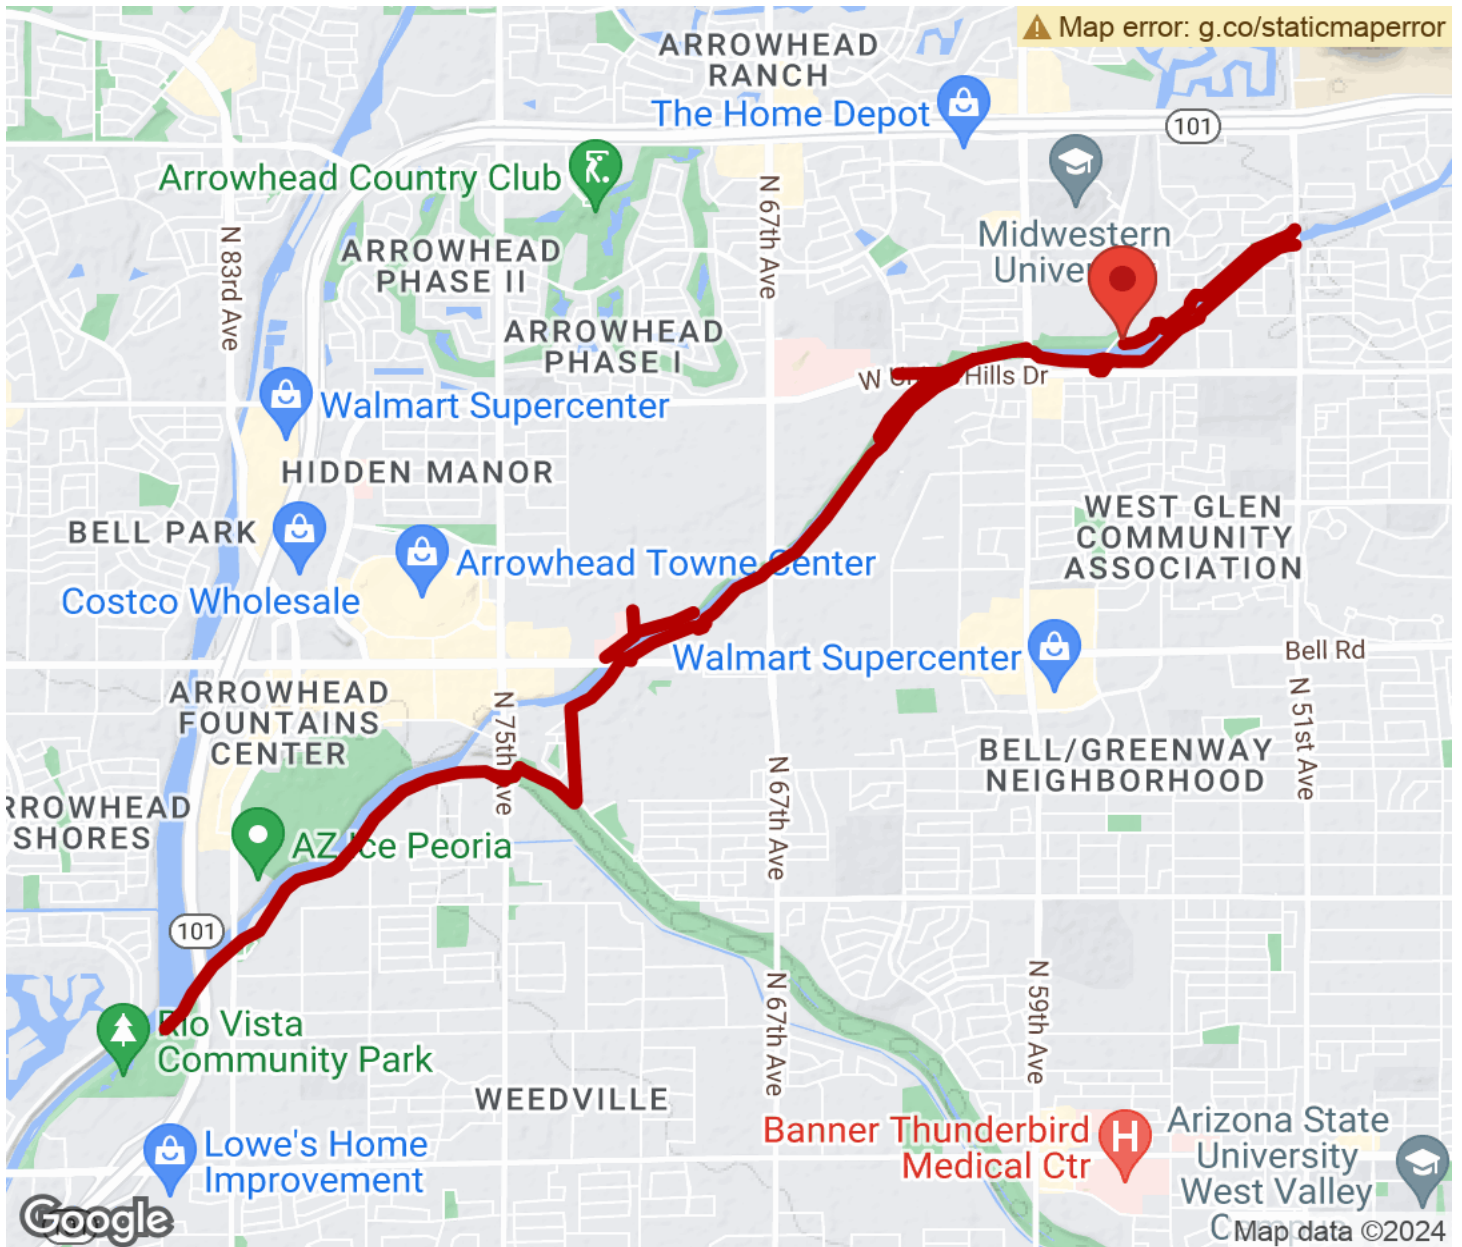 Map error: g.co/staticmaperror
ARROWHEAD
RANCH
The Home Depot
101
Arrowhead Country Club
N 67th Ave
Midwestern
N 83rd Ave
ARROWHEAD
PHASE II
ARROWHEAD
PHASE I
W Hills Dr
Walmart Supercenter
HIDDEN MANOR
BELL PARK
WEST GLEN
COMMUNITY
ASSOCIATION
Arrowhead Towne Center
Costco Wholesale
Walmart Supercenter
Bell Rd
ARROWHEAD
FOUNTAINS
CENTER
N 75th Ave
N 51st Ave
BELL/GREENWAY
NEIGHBORHOOD
N 67th Ave
RROWHEAD
SHORES
AZ Ice Peoria
101
N 67th Ave
N 59th Ave
Rio Vista
Community Park
WEEDVILLE
Banner Thunderbird
Medical Ctr
H
Arizona State
University
West Valley
Lowe's Home
Improvement
Google
Map data ©2024